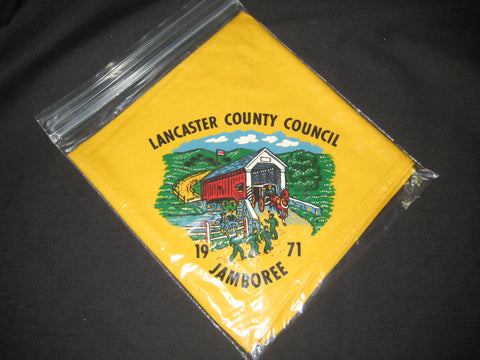 LANCASTER COUNTY COUNCIL
19 71
JAMBOREE